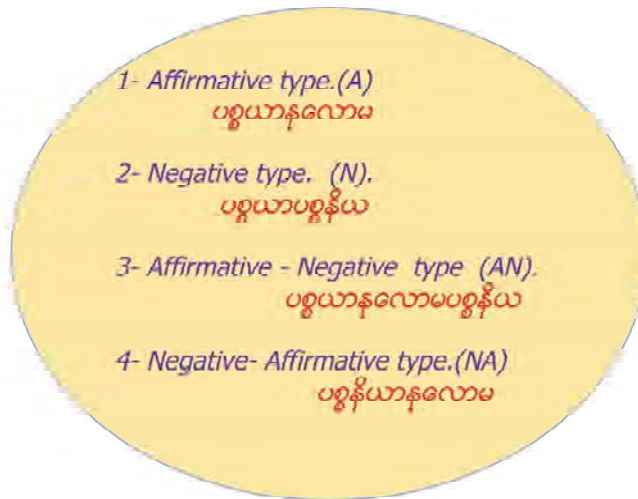 1- Affirmative type.(A)
ပစ္စယာနုလောမ
2- Negative type. (N).
ပစ္စယာပစ္စနိယ
3- Affirmative - Negative type (AN).
ပစ္စယာနုလောမပစ္စနိယ
4- Negative- Affirmative type.(NA)
ပစ္စနိယာနုလောမ